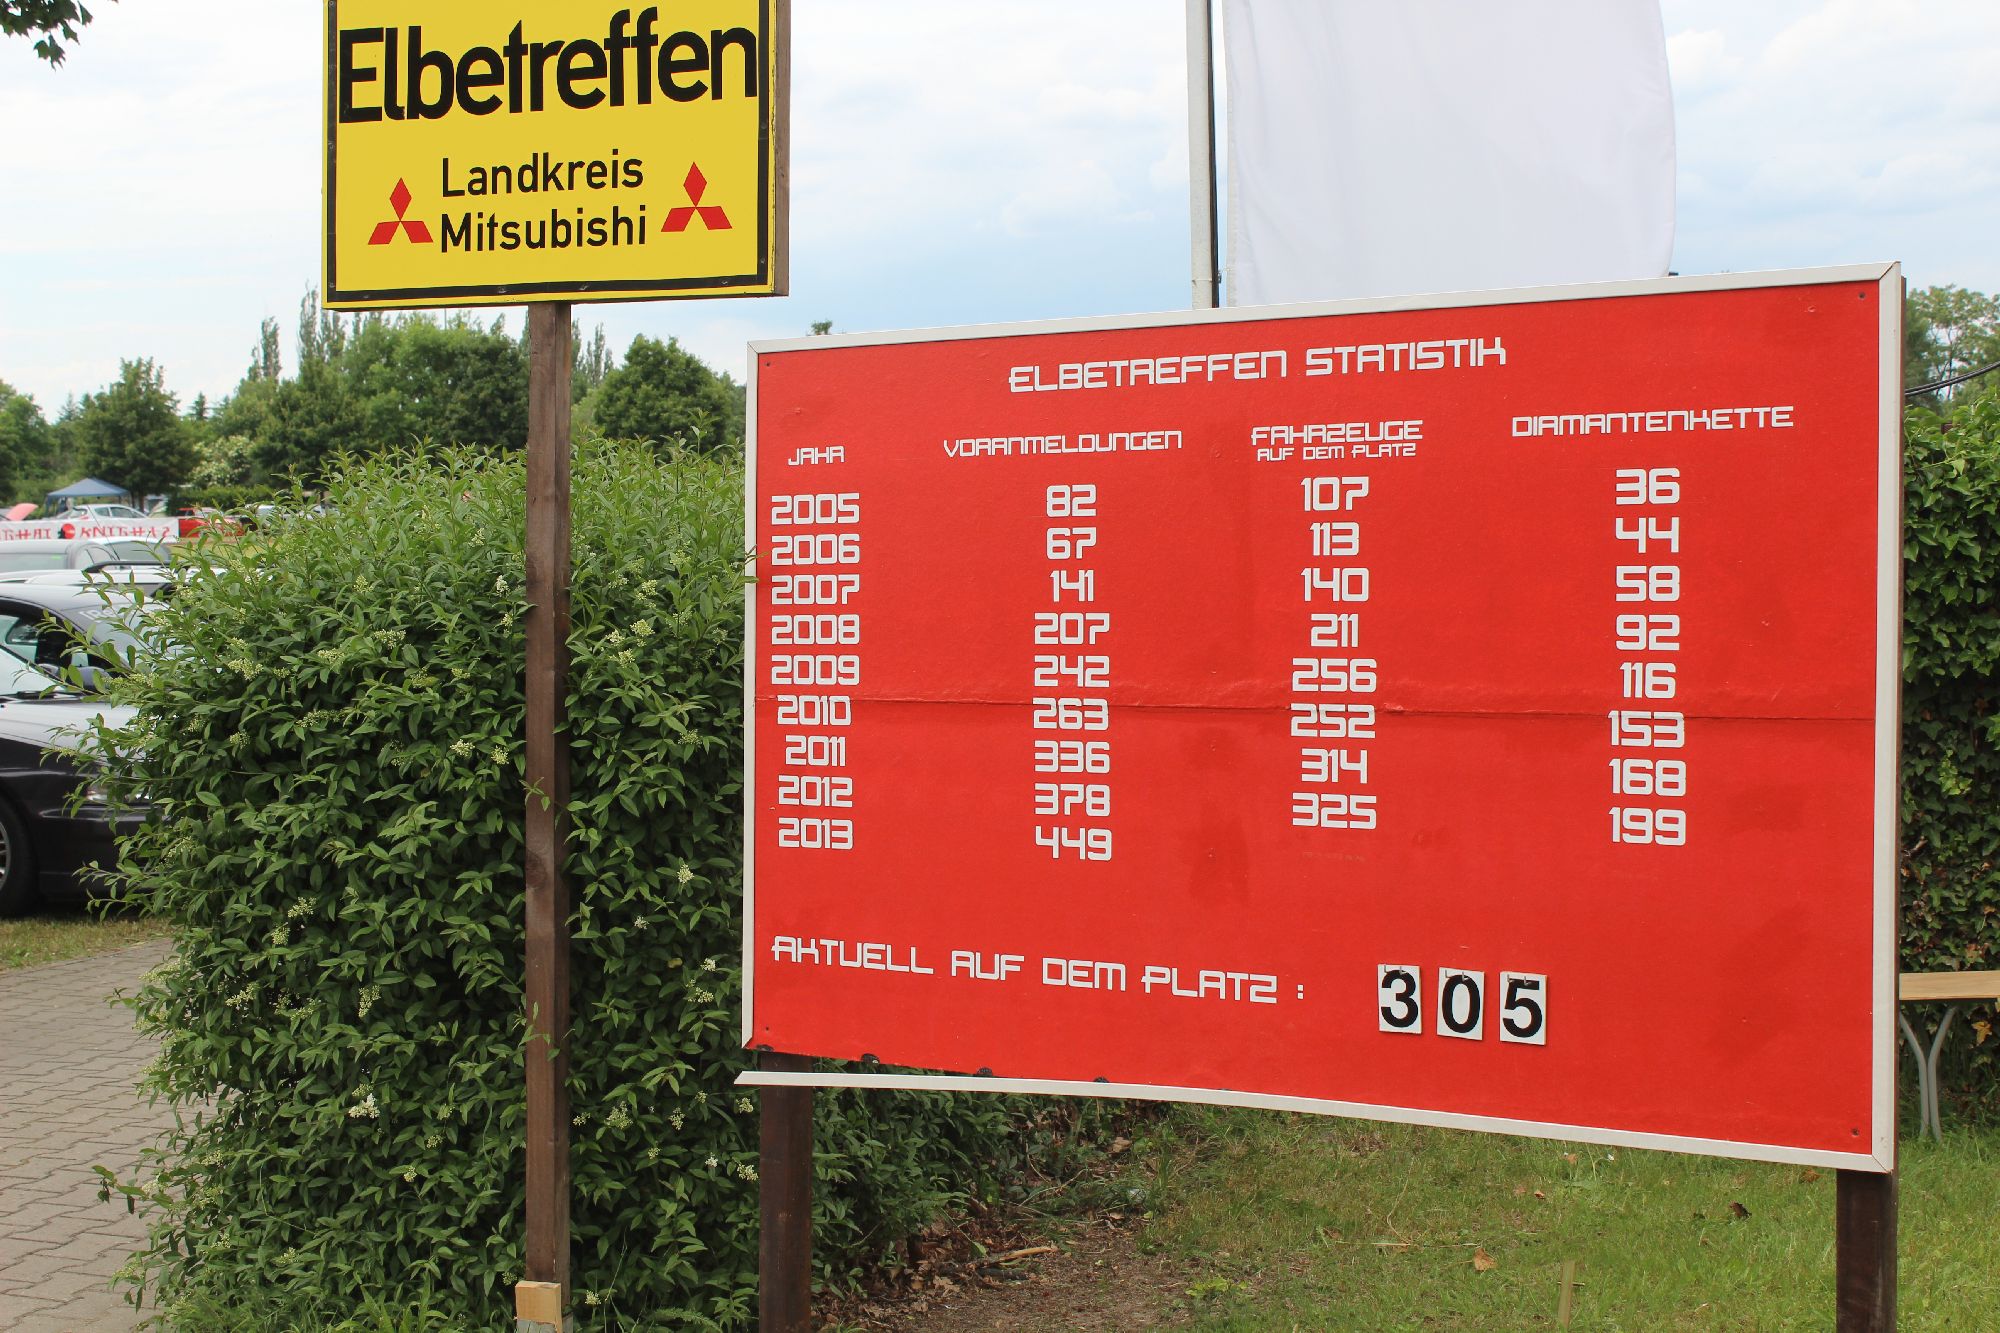 Elbetreffen
Landkreis
Mitsubishi
ELBETREFFEN STATISTIK
JAHR VORANMELDUNGEN FAHRZEUGE AUF DEM PLATZ DIAMANTENKETTE
2005 82 107 36
2006 67 113 44
2007 141 140 58
2008 207 211 92
2009 242 256 116
2010 263 252 153
2011 336 314 168
2012 378 325 199
2013 449
AKTUELL AUF DEM PLATZ : 305